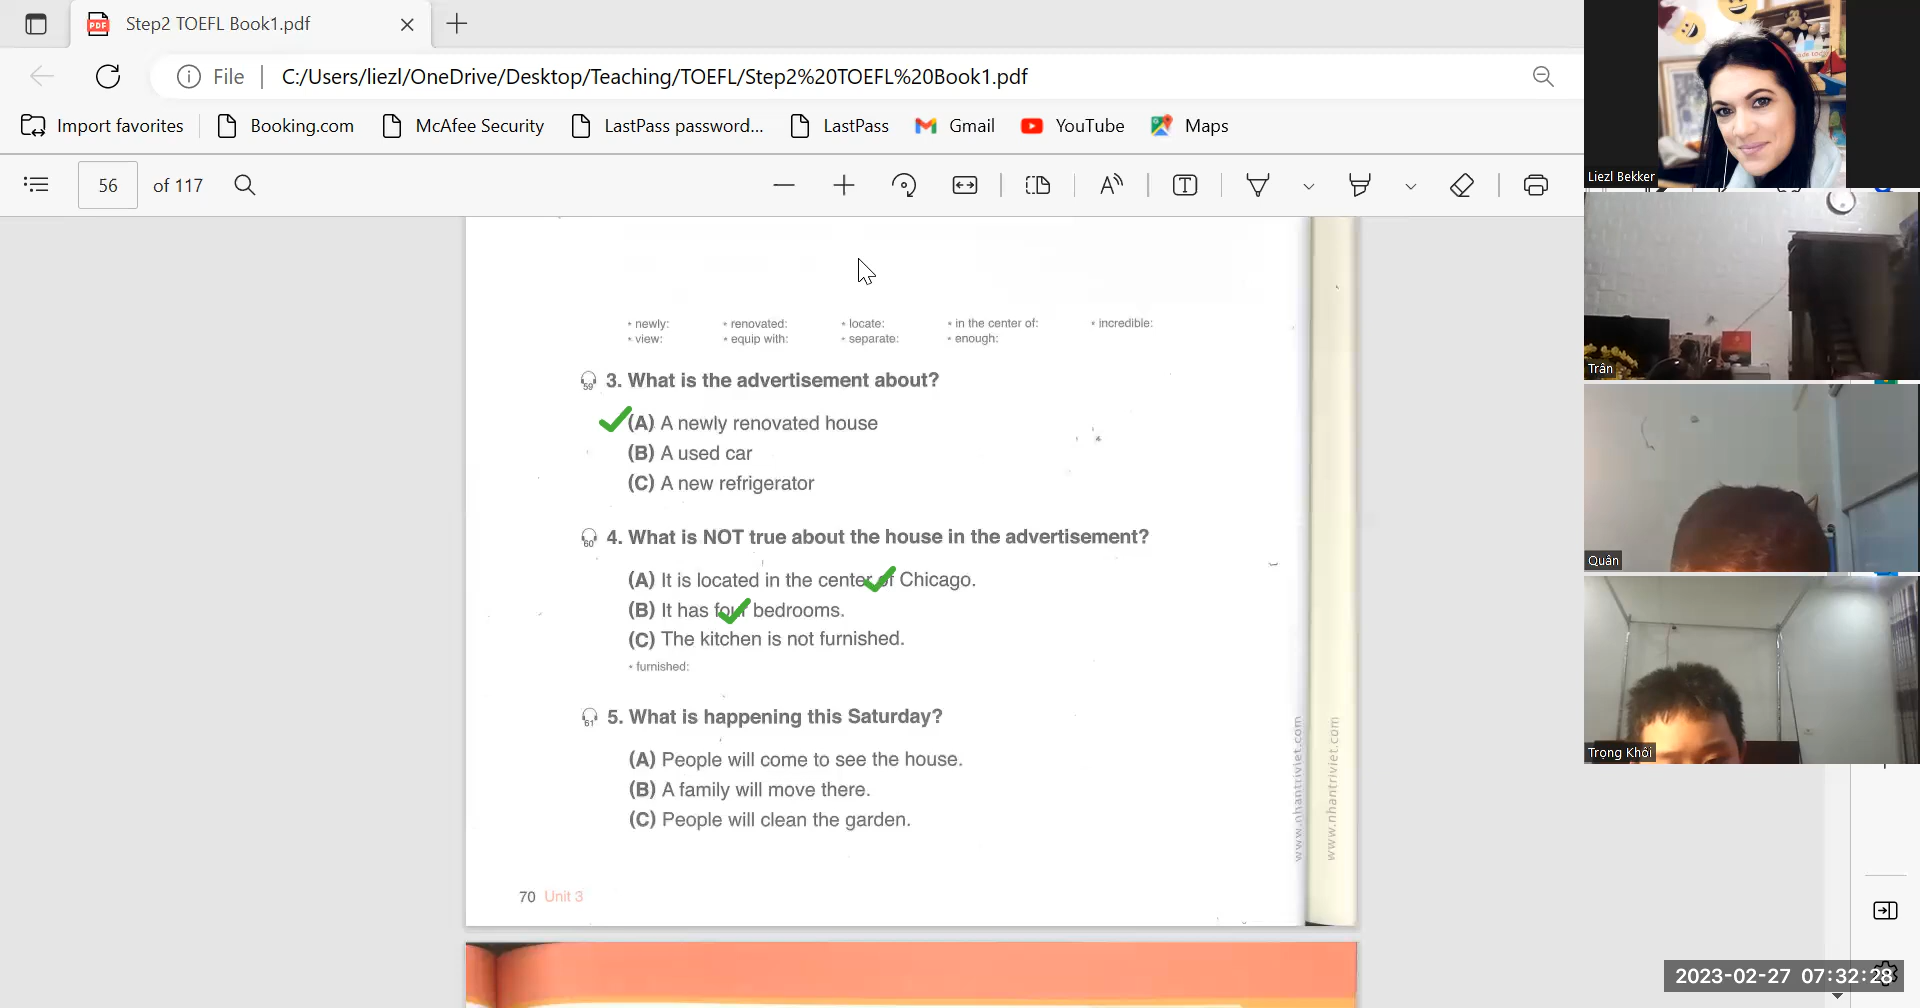 Step2 TOEFL Book1.pdf
File C:/Users/liezl/OneDrive/Desktop/Teaching/TOEFL/Step2%20TOEFL%20Book1.pdf
Import favorites Booking.com McAfee Security LastPass password... LastPass Gmail YouTube Maps
56 of 117
* newly: * renovated: * locate: * in the center of: * incredible:
* view: * equip with: * separate: * enough:
59 3. What is the advertisement about?
(A) A newly renovated house
(B) A used car
(C) A new refrigerator
60 4. What is NOT true about the house in the advertisement?
(A) It is located in the center of Chicago.
(B) It has four bedrooms.
(C) The kitchen is not furnished.
* furnished:
61 5. What is happening this Saturday?
(A) People will come to see the house.
(B) A family will move there.
(C) People will clean the garden.
70 Unit 3
www.nhantriviet.com
www.nhantriviet.com
Liezl Bekker
Trân
Quân
Trọng Khôi
2023-02-27 07:32:28